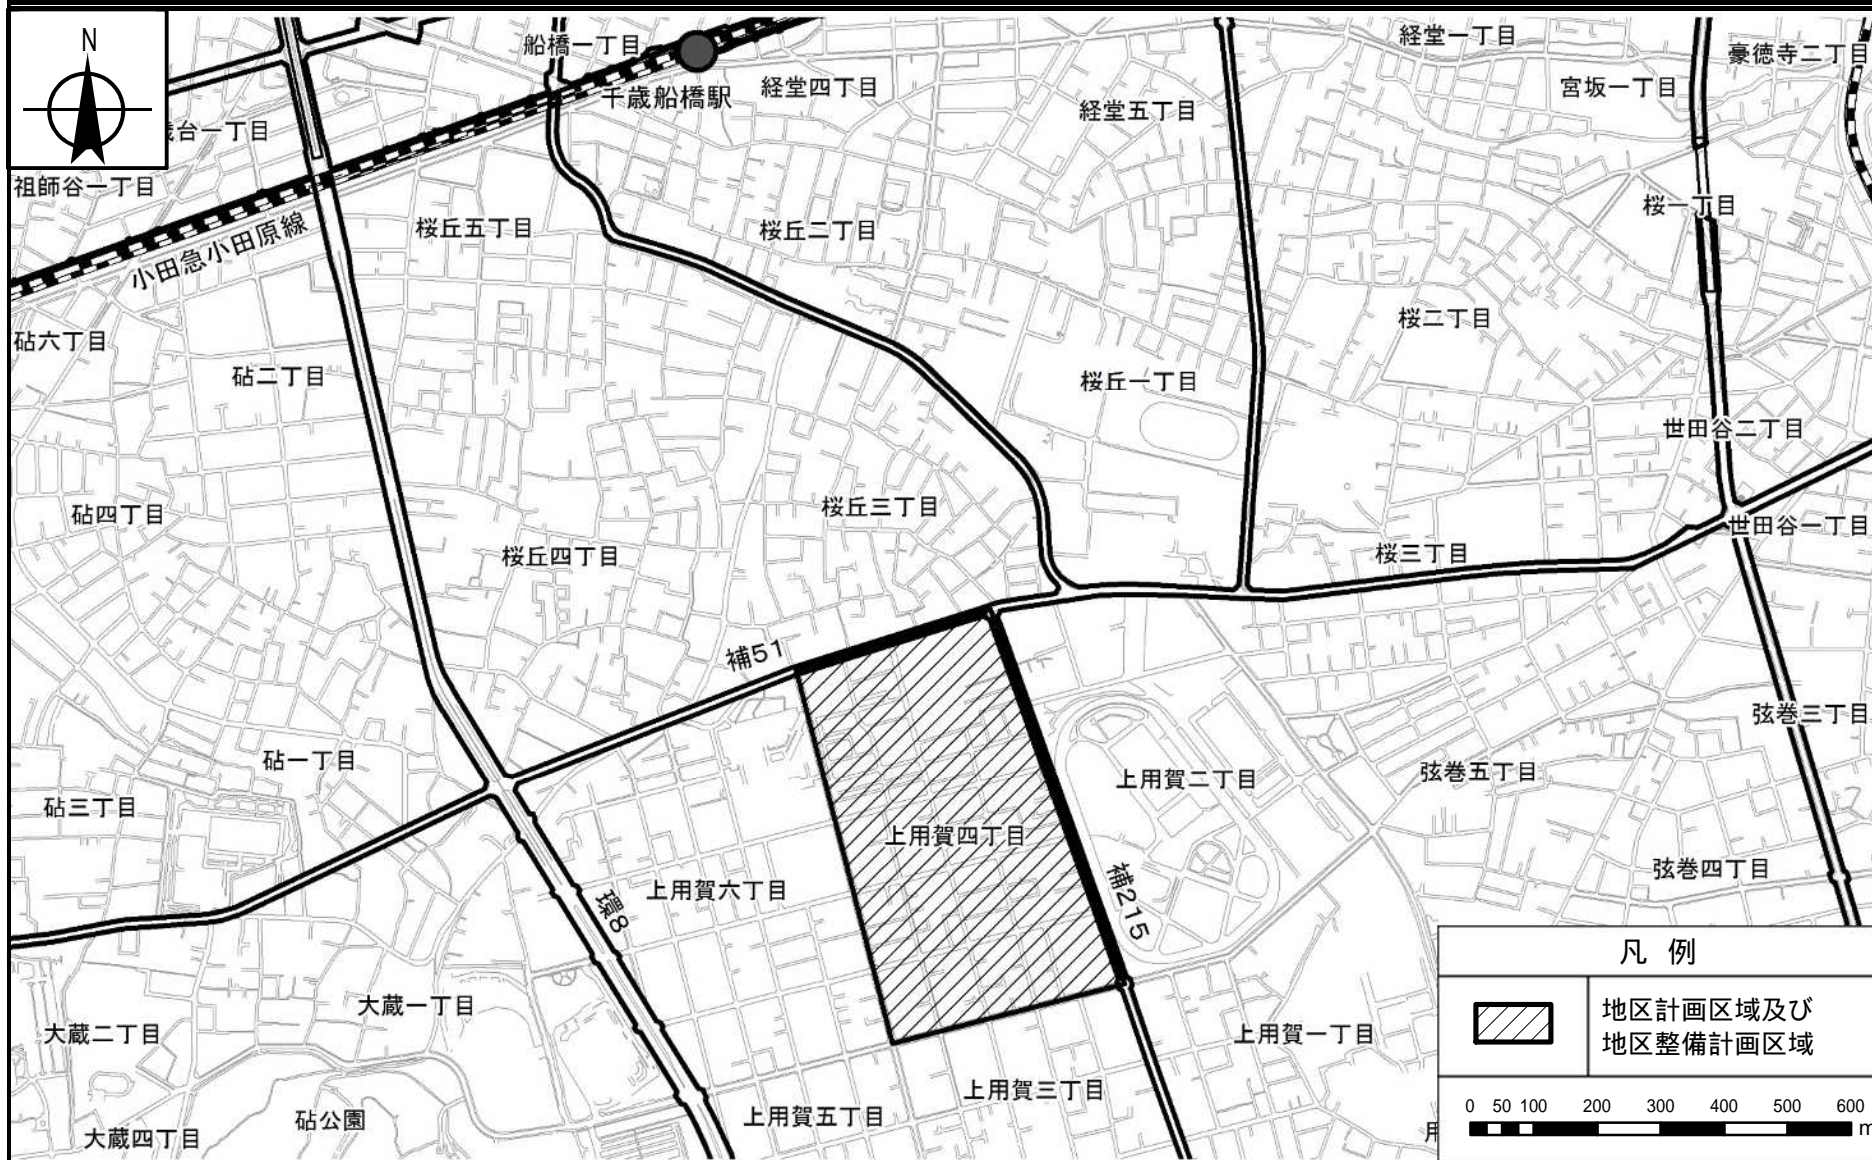 N
船橋一丁目
経堂一丁目
豪徳寺二丁目
千歳船橋駅
経堂四丁目
経堂五丁目
宮坂一丁目
歳台一丁目
祖師谷一丁目
小田急小田原線
桜丘五丁目
桜丘二丁目
桜一丁目
砧六丁目
砧二丁目
桜丘一丁目
桜二丁目
世田谷二丁目
砧四丁目
桜丘四丁目
桜丘三丁目
桜三丁目
世田谷一丁目
補51
砧一丁目
砧三丁目
上用賀二丁目
弦巻三丁目
弦巻五丁目
上用賀四丁目
上用賀六丁目
環8
補215
弦巻四丁目
大蔵一丁目
大蔵二丁目
上用賀一丁目
上用賀三丁目
上用賀五丁目
砧公園
大蔵四丁目
凡 例
地区計画区域及び
地区整備計画区域
0 50 100 200 300 400 500 600
m